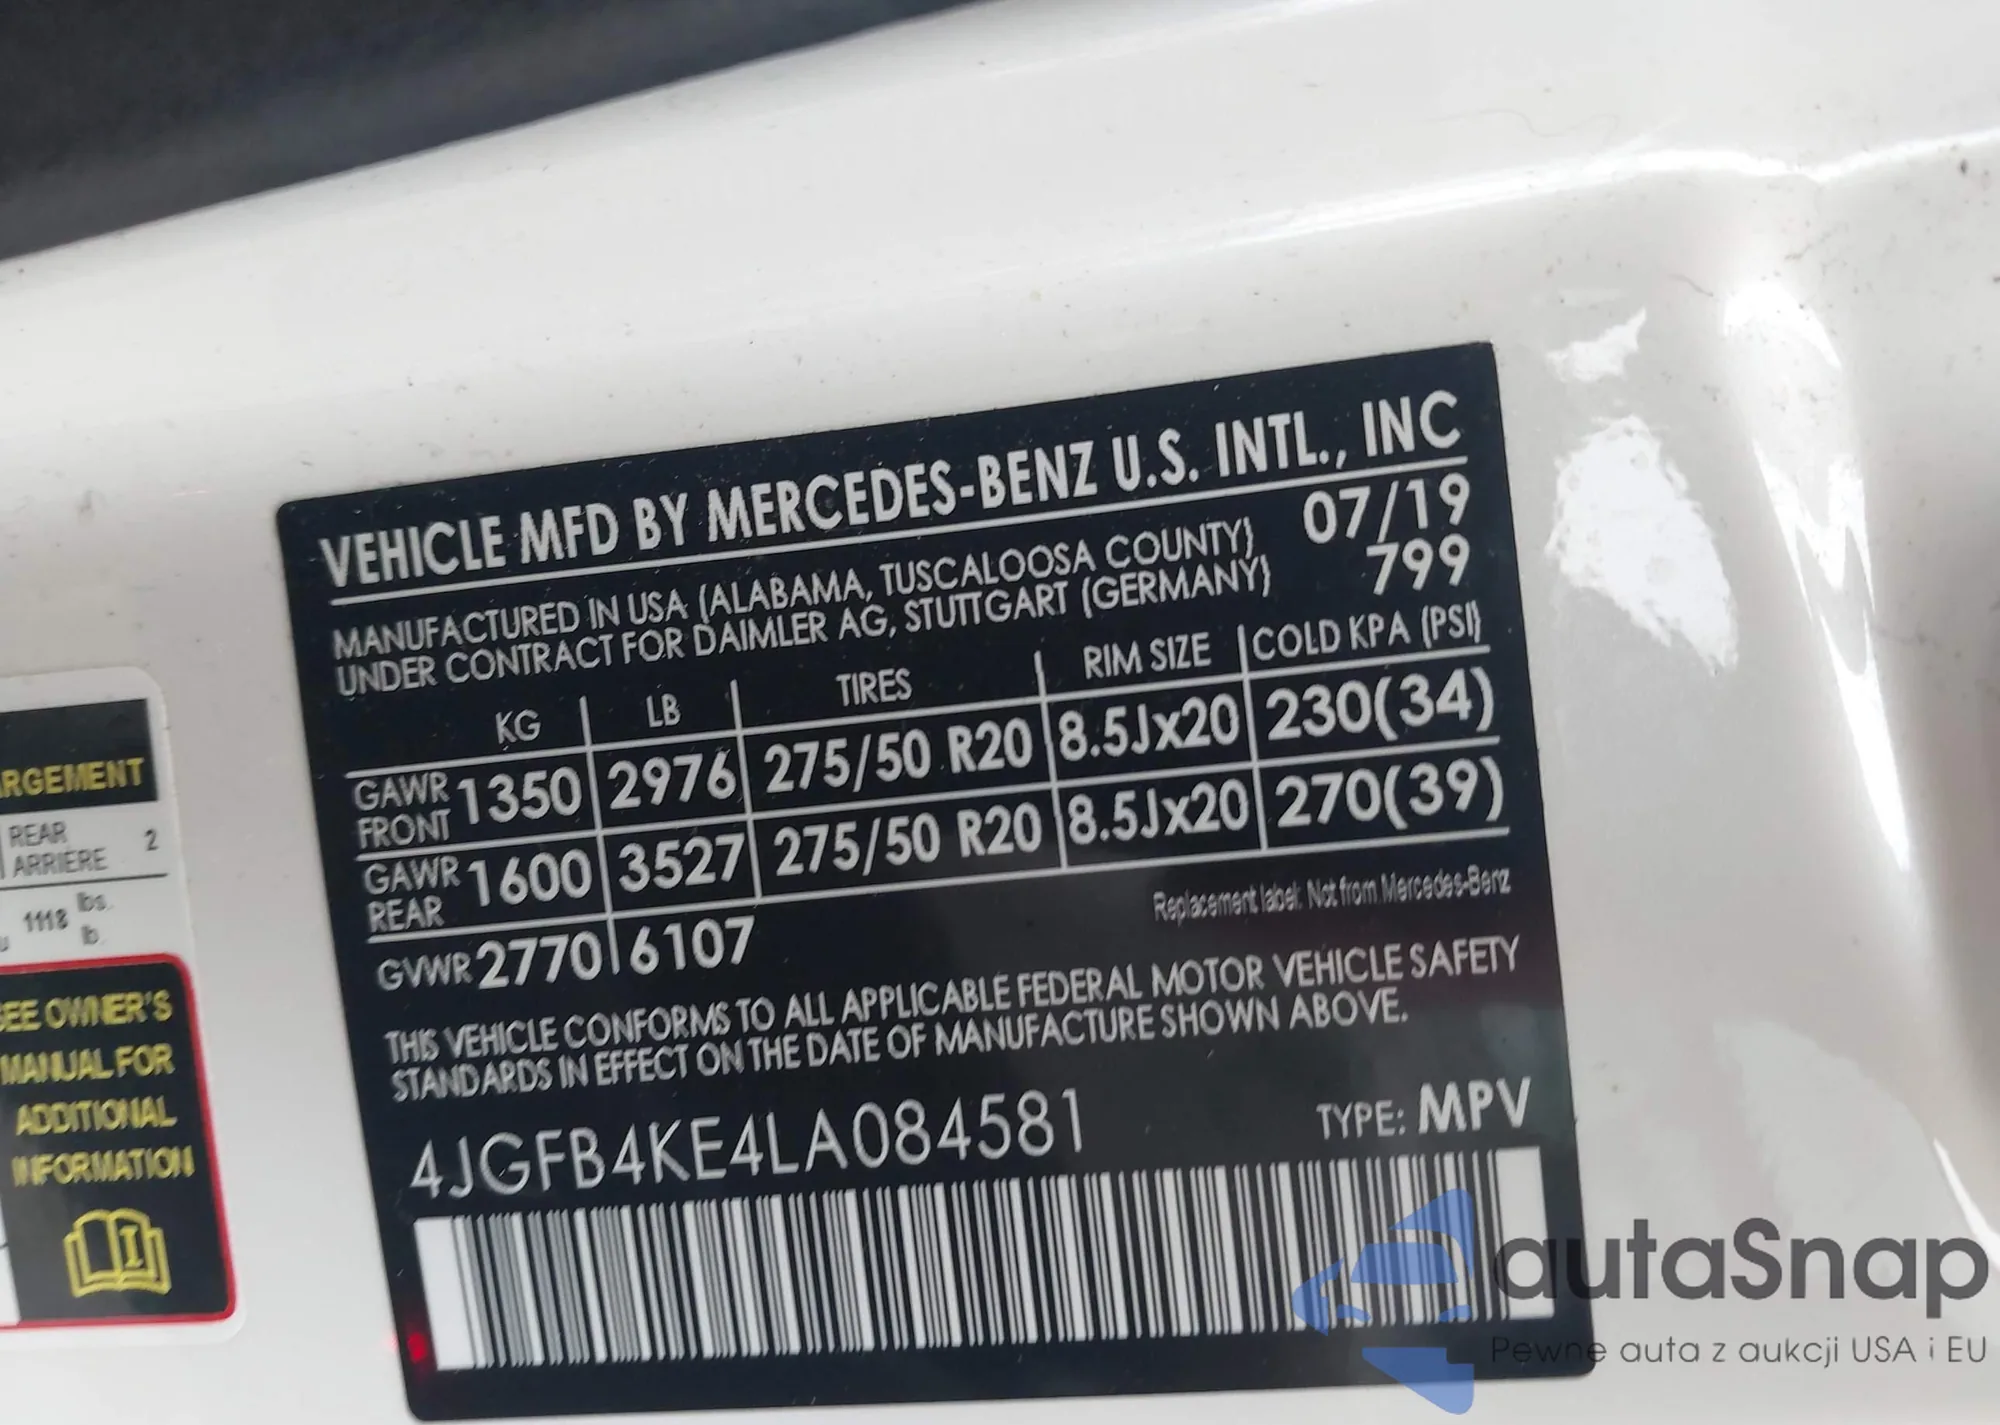 VEHICLE MFD BY MERCEDES-BENZ U.S. INTL., INC
MANUFACTURED IN USA (ALABAMA, TUSCALOOSA COUNTY) 07/19
UNDER CONTRACT FOR DAIMLER AG, STUTTGART (GERMANY) 799
KG LB TIRES RIM SIZE COLD KPA (PSI)
GAWR FRONT 1350 2976 275/50 R20 8.5Jx20 230(34)
GAWR REAR 1600 3527 275/50 R20 8.5Jx20 270(39)
GVWR 2770 6107
Replacement label: Not from Mercedes-Benz
THIS VEHICLE CONFORMS TO ALL APPLICABLE FEDERAL MOTOR VEHICLE SAFETY
STANDARDS IN EFFECT ON THE DATE OF MANUFACTURE SHOWN ABOVE.
4JGFB4KE4LA084581 TYPE: MPV
RGEMENT
REAR 2
ARRIÈRE
1118 lbs.
lb.
SEE OWNER'S
MANUAL FOR
ADDITIONAL
INFORMATION
autaSnap
Pewne auta z aukcji USA i EU